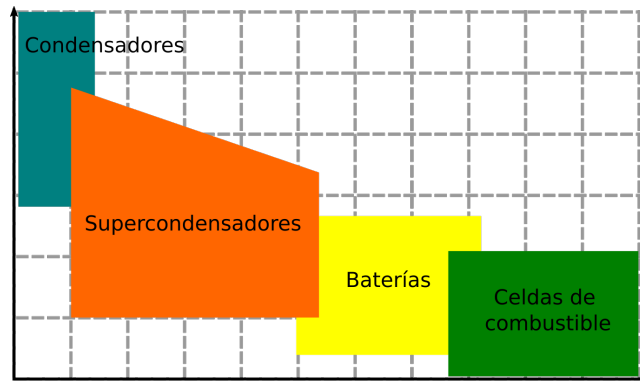 Condensadores
Supercondensadores
Baterías
Celdas de
combustible